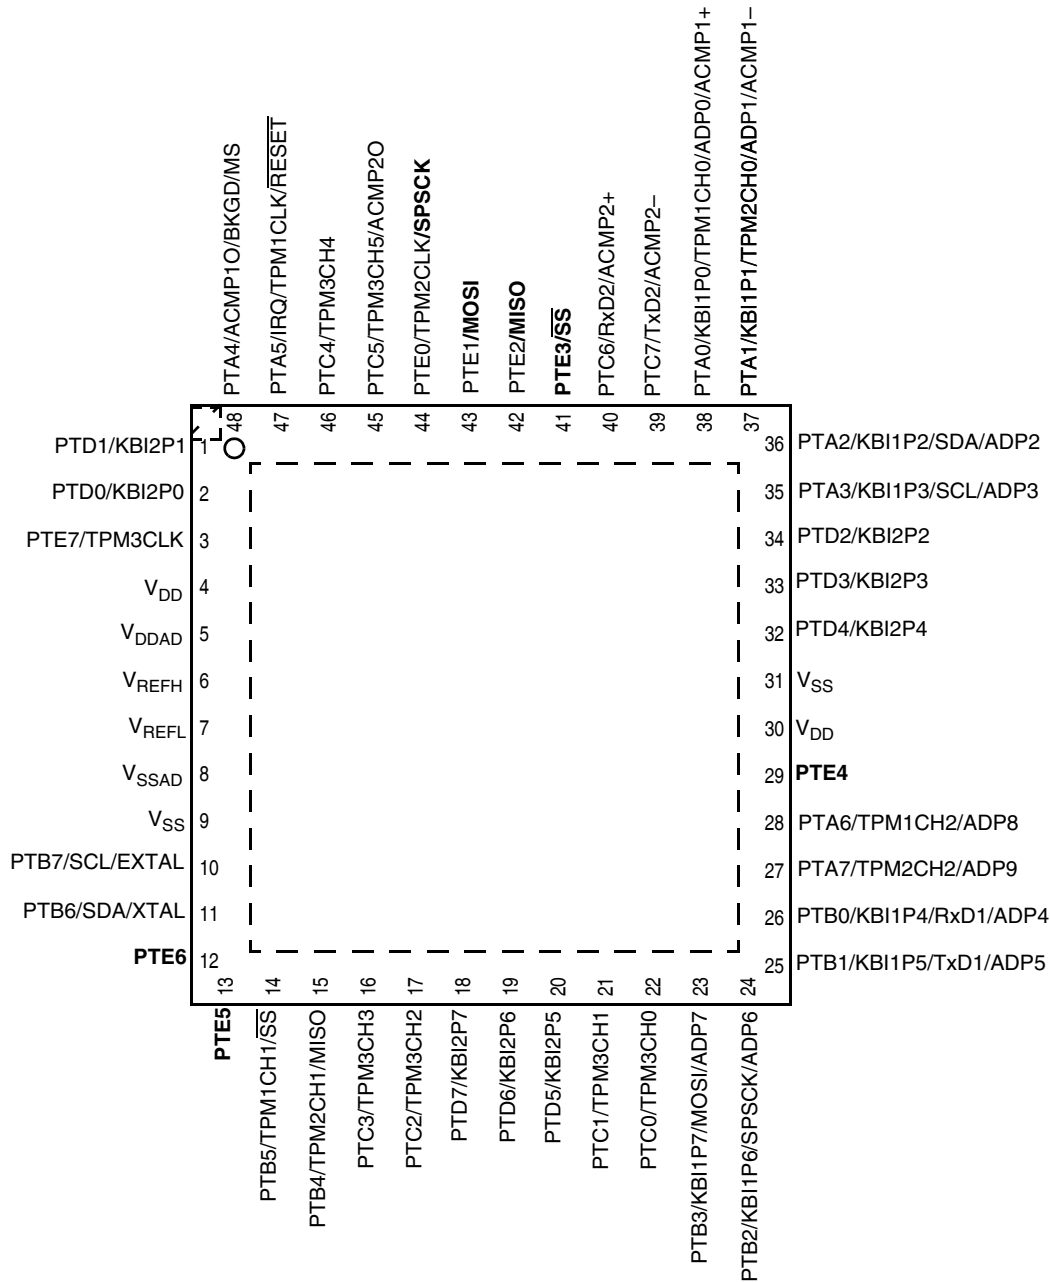 PTA4/ACMP1O/BKGD/MS
PTA5/IRQ/TPM1CLK/RESET
PTC4/TPM3CH4
PTC5/TPM3CH5/ACMP2O
PTE0/TPM2CLK/SPSCK
PTE1/MOSI
PTE2/MISO
PTE3/SS
PTC6/RxD2/ACMP2+
PTC7/TxD2/ACMP2–
PTA0/KBI1P0/TPM1CH0/ADP0/ACMP1+
PTA1/KBI1P1/TPM2CH0/ADP1/ACMP1–
48
47
46
45
44
43
42
41
40
39
38
37
PTD1/KBI2P1 1
PTD0/KBI2P0 2
PTE7/TPM3CLK 3
VDD 4
VDDAD 5
VREFH 6
VREFL 7
VSSAD 8
VSS 9
PTB7/SCL/EXTAL 10
PTB6/SDA/XTAL 11
PTE6 12
36 PTA2/KBI1P2/SDA/ADP2
35 PTA3/KBI1P3/SCL/ADP3
34 PTD2/KBI2P2
33 PTD3/KBI2P3
32 PTD4/KBI2P4
31 VSS
30 VDD
29 PTE4
28 PTA6/TPM1CH2/ADP8
27 PTA7/TPM2CH2/ADP9
26 PTB0/KBI1P4/RxD1/ADP4
25 PTB1/KBI1P5/TxD1/ADP5
13
14
15
16
17
18
19
20
21
22
23
24
PTE5
PTB5/TPM1CH1/SS
PTB4/TPM2CH1/MISO
PTC3/TPM3CH3
PTC2/TPM3CH2
PTD7/KBI2P7
PTD6/KBI2P6
PTD5/KBI2P5
PTC1/TPM3CH1
PTC0/TPM3CH0
PTB3/KBI1P7/MOSI/ADP7
PTB2/KBI1P6/SPSCK/ADP6